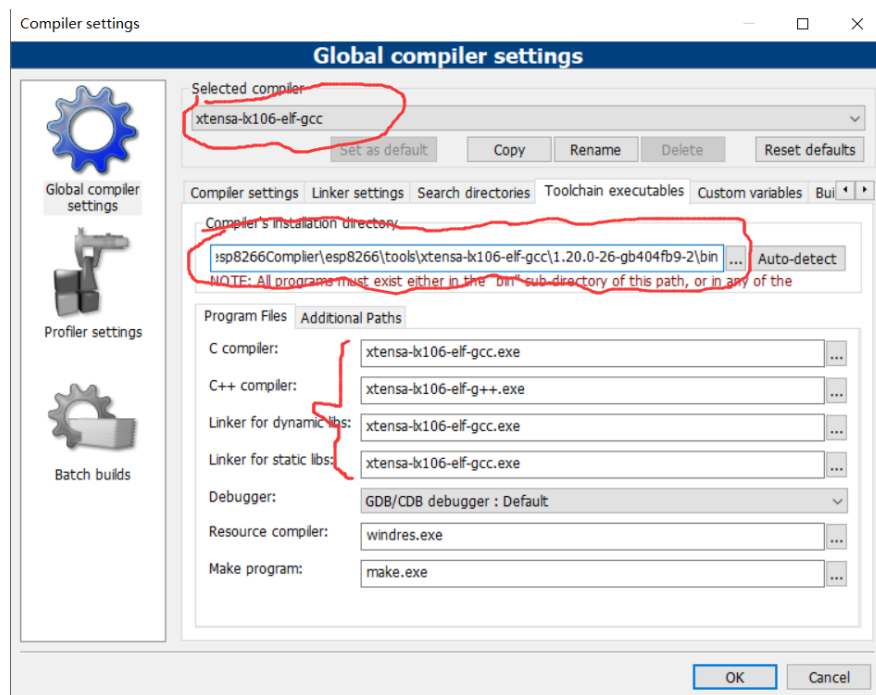 Compiler settings
Global compiler settings
Selected compiler
xtensa-lx106-elf-gcc
Set as default Copy Rename Delete Reset defaults
Global compiler
settings
Profiler settings
Batch builds
Compiler settings Linker settings Search directories Toolchain executables Custom variables Bui
Compiler's installation directory
esp8266Complier\esp8266\tools\xtensa-lx106-elf-gcc\1.20.0-26-gb404fb9-2\bin ... Auto-detect
NOTE: All programs must exist either in the "bin" sub-directory of this path, or in any of the
Program Files Additional Paths
C compiler: xtensa-lx106-elf-gcc.exe ...
C++ compiler: xtensa-lx106-elf-g++.exe ...
Linker for dynamic libs: xtensa-lx106-elf-gcc.exe ...
Linker for static libs: xtensa-lx106-elf-gcc.exe ...
Debugger: GDB/CDB debugger : Default
Resource compiler: windres.exe ...
Make program: make.exe ...
OK Cancel